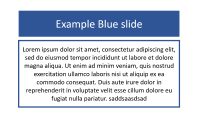 Example Blue slide
Lorem ipsum dolor sit amet, consectetur adipiscing elit,
sed do eiusmod tempor incididunt ut labore et dolore
magna aliqua. Ut enim ad minim veniam, quis nostrud
exercitation ullamco laboris nisi ut aliquip ex ea
commodo consequat. Duis aute irure dolor in
reprehenderit in voluptate velit esse cillum dolore eu
fugiat nulla pariatur. saddsaasdsad